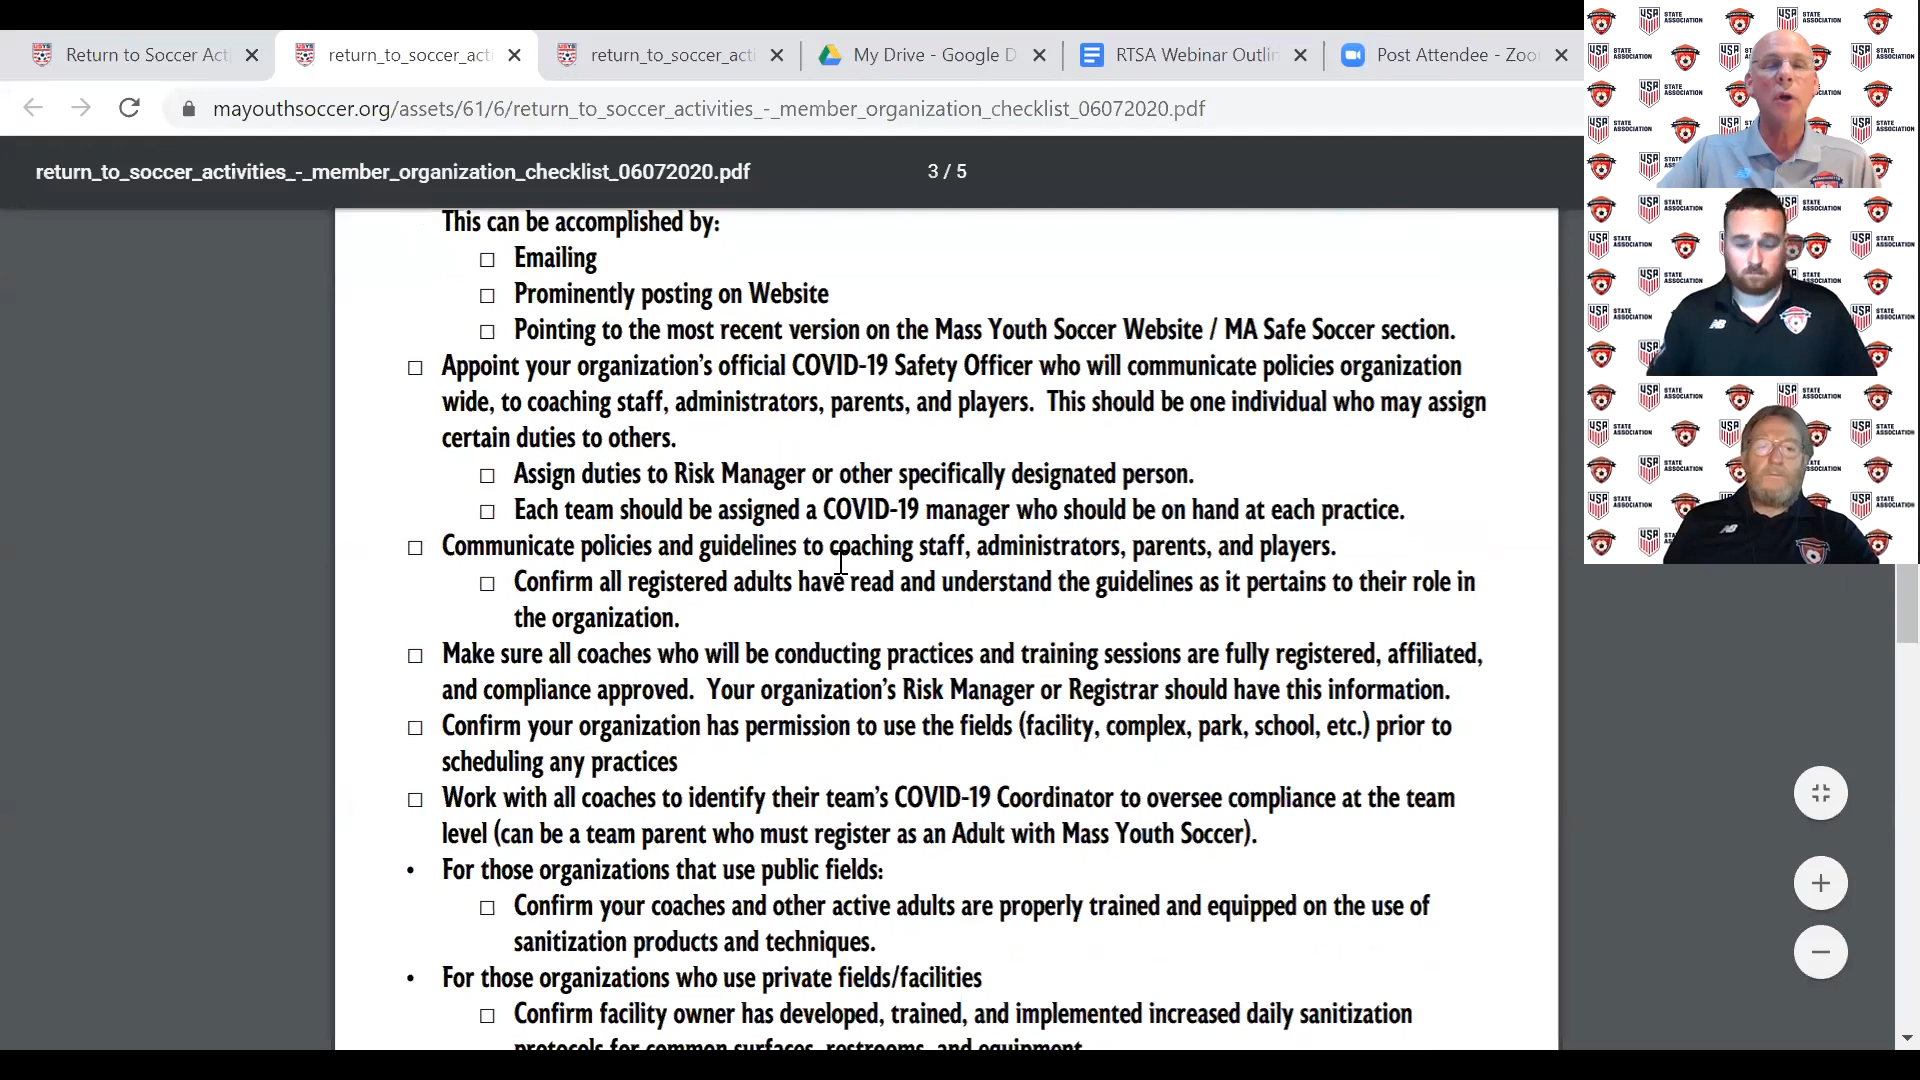 Return to Soccer Act
return_to_soccer_acti
return_to_soccer_acti
My Drive - Google D
RTSA Webinar Outlin
Post Attendee - Zoo
mayouthsoccer.org/assets/61/6/return_to_soccer_activities_-_member_organization_checklist_06072020.pdf
return_to_soccer_activities_-_member_organization_checklist_06072020.pdf
3 / 5
This can be accomplished by:
Emailing
Prominently posting on Website
Pointing to the most recent version on the Mass Youth Soccer Website / MA Safe Soccer section.
Appoint your organization's official COVID-19 Safety Officer who will communicate policies organization
wide, to coaching staff, administrators, parents, and players. This should be one individual who may assign
certain duties to others.
Assign duties to Risk Manager or other specifically designated person.
Each team should be assigned a COVID-19 manager who should be on hand at each practice.
Communicate policies and guidelines to coaching staff, administrators, parents, and players.
Confirm all registered adults have read and understand the guidelines as it pertains to their role in
the organization.
Make sure all coaches who will be conducting practices and training sessions are fully registered, affiliated,
and compliance approved. Your organization's Risk Manager or Registrar should have this information.
Confirm your organization has permission to use the fields (facility, complex, park, school, etc.) prior to
scheduling any practices
Work with all coaches to identify their team's COVID-19 Coordinator to oversee compliance at the team
level (can be a team parent who must register as an Adult with Mass Youth Soccer).
• For those organizations that use public fields:
Confirm your coaches and other active adults are properly trained and equipped on the use of
sanitization products and techniques.
• For those organizations who use private fields/facilities
Confirm facility owner has developed, trained, and implemented increased daily sanitization
protocols for common surfaces, restrooms, and equipment
USA STATE ASSOCIATION
NB
NB